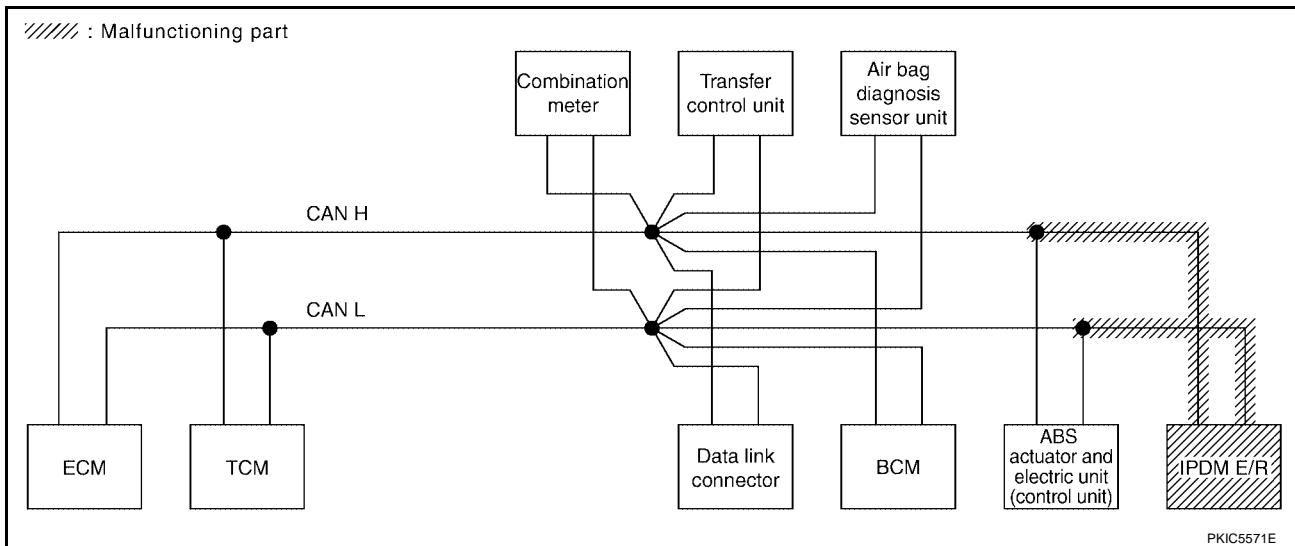 : Malfunctioning part
Combination
meter
Transfer
control unit
Air bag
diagnosis
sensor unit
CAN H
CAN L
ECM
TCM
Data link
connector
BCM
ABS
actuator and
electric unit
(control unit)
IPDM E/R
PKIC5571E